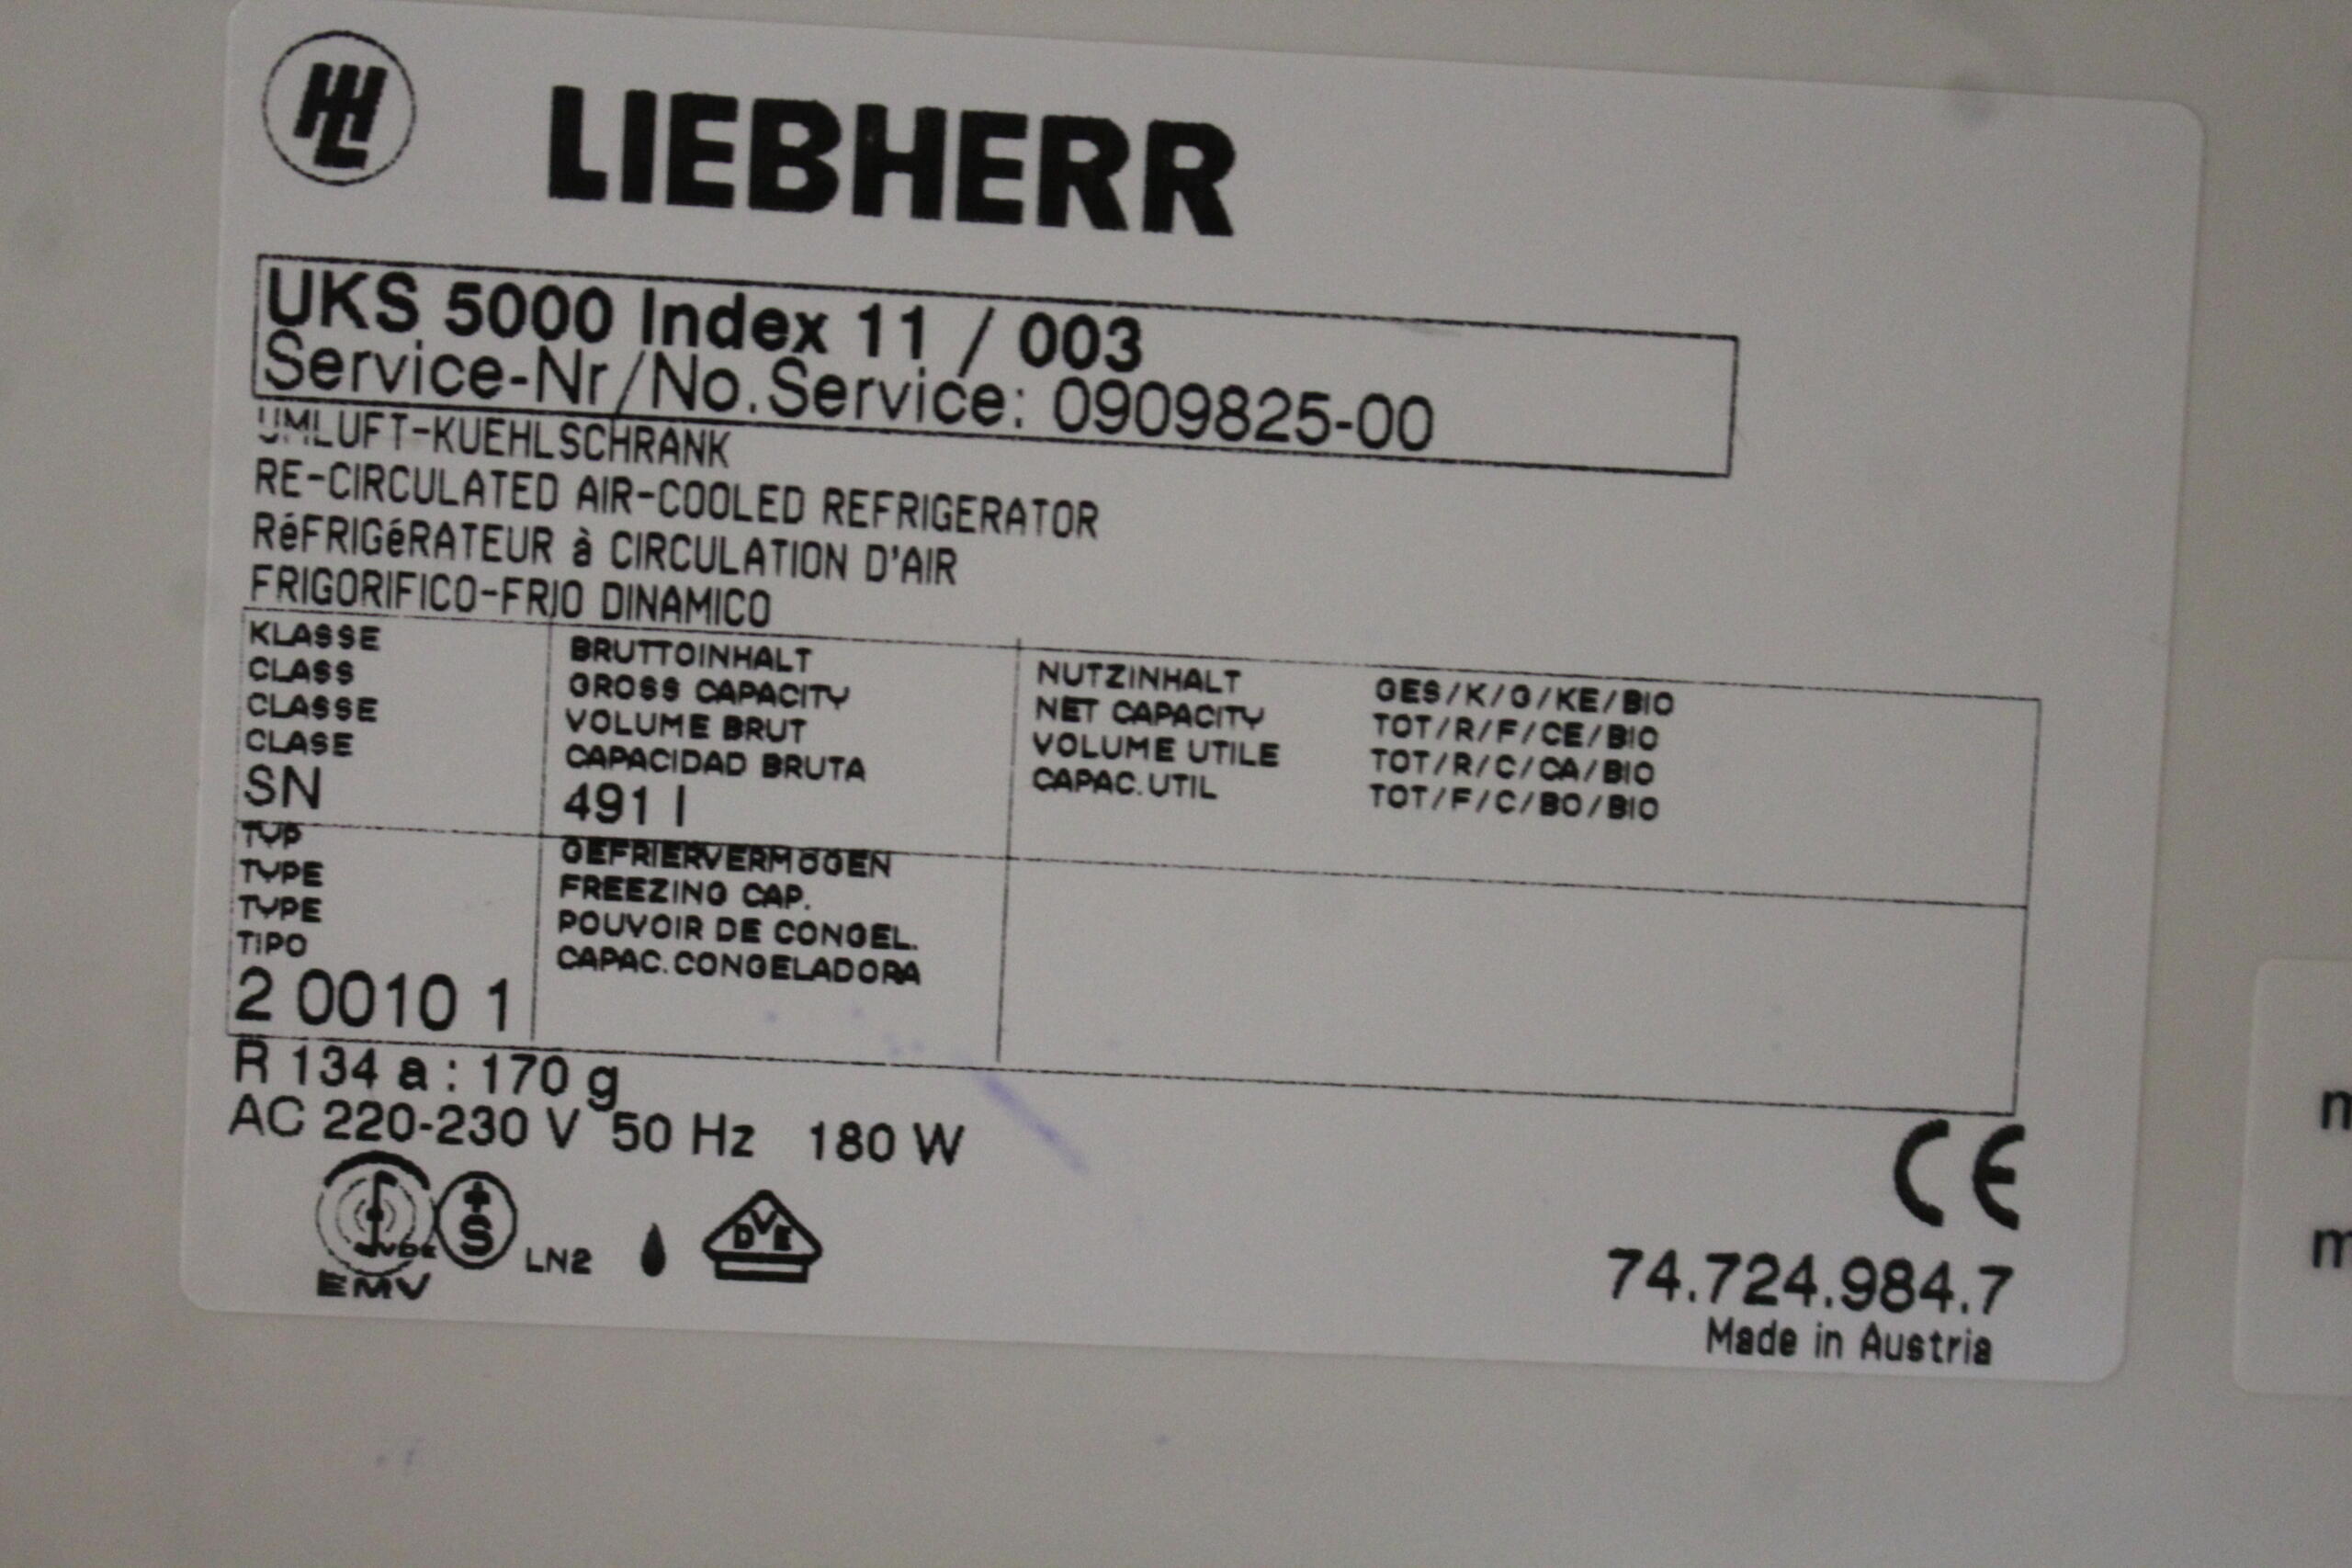 LIEBHERR
UKS 5000 Index 11 / 003
Service-Nr/No.Service: 0909825-00
UMLUFT-KUEHLSCHRANK
RE-CIRCULATED AIR-COOLED REFRIGERATOR
RéFRIGéRATEUR à CIRCULATION D'AIR
FRIGORIFICO-FRIO DINAMICO
KLASSE
CLASS
CLASSE
CLASE
SN
BRUTTOINHALT
GROSS CAPACITY
VOLUME BRUT
CAPACIDAD BRUTA
491 l
NUTZINHALT GES/K/G/KE/BIO
NET CAPACITY TOT/R/F/CE/BIO
VOLUME UTILE TOT/R/C/CA/BIO
CAPAC.UTIL TOT/F/C/BO/BIO
TYP
TYPE
TYPE
TIPO
2 0010 1
GEFRIERVERMÖGEN
FREEZING CAP.
POUVOIR DE CONGEL.
CAPAC.CONGELADORA
R 134 a : 170 g
AC 220-230 V 50 Hz 180 W
CE
VDE
EMV
+S
LN2
DVE
74.724.984.7
Made in Austria